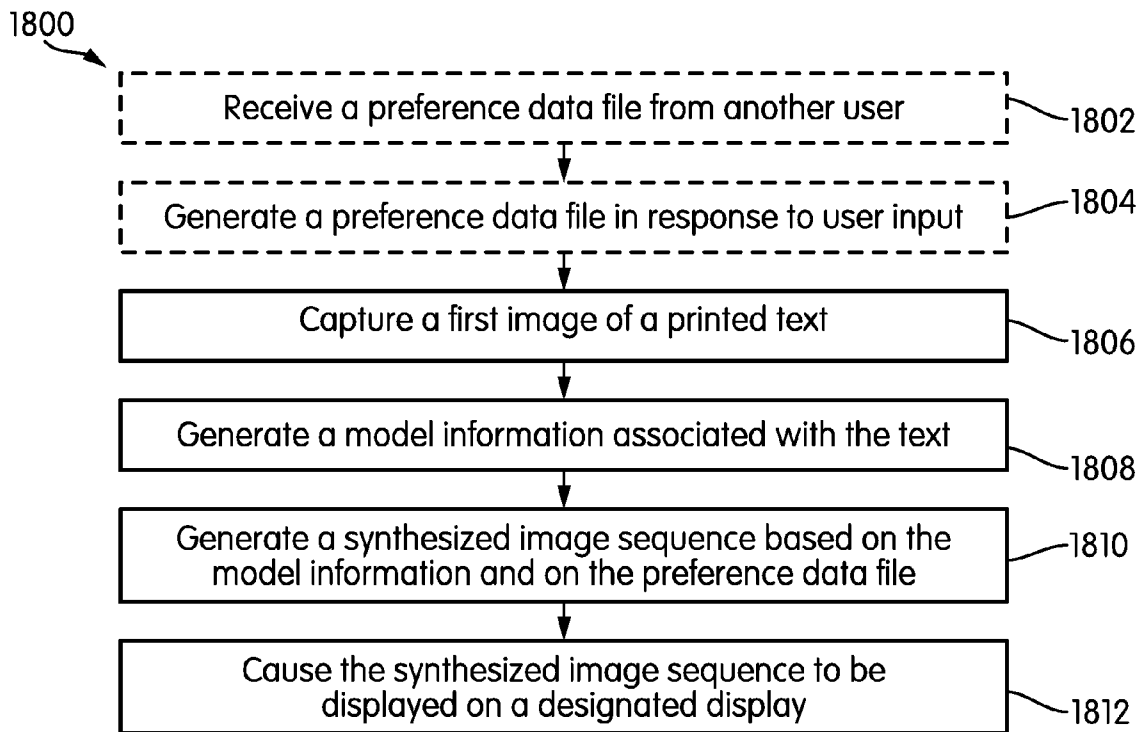 1800
Receive a preference data file from another user
1802
Generate a preference data file in response to user input
1804
Capture a first image of a printed text
1806
Generate a model information associated with the text
1808
Generate a synthesized image sequence based on the
model information and on the preference data file
1810
Cause the synthesized image sequence to be
displayed on a designated display
1812